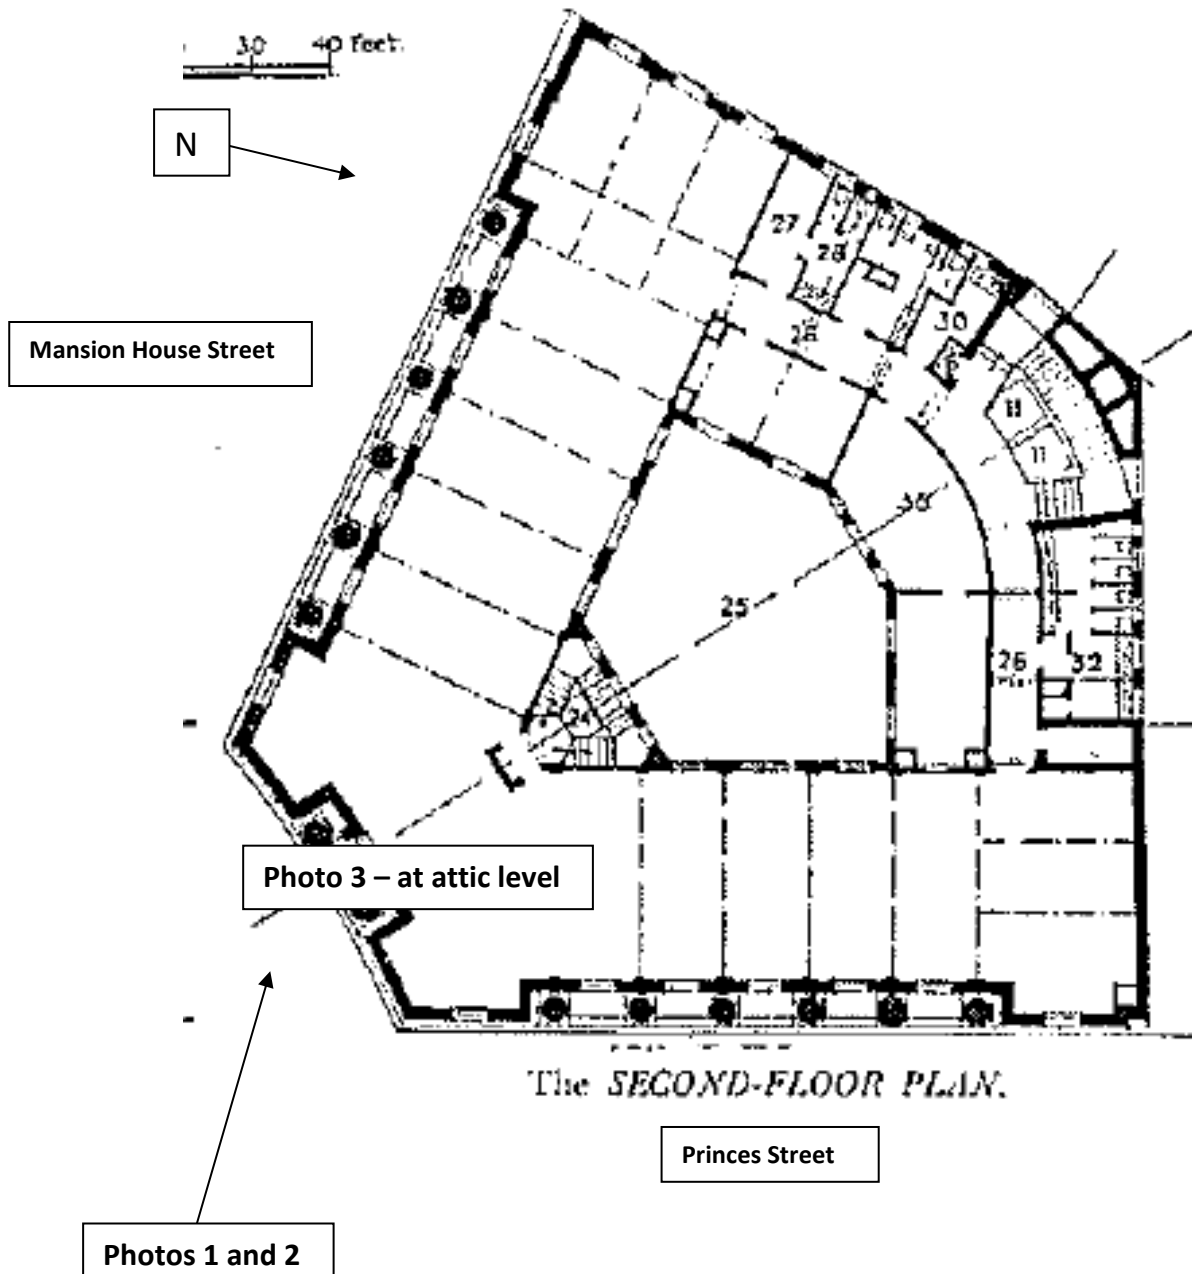 30 40 feet.
N
Mansion House Street
27
28
28
30
11
11
36
25
24
26
32
Photo 3 – at attic level
The SECOND-FLOOR PLAN.
Princes Street
Photos 1 and 2